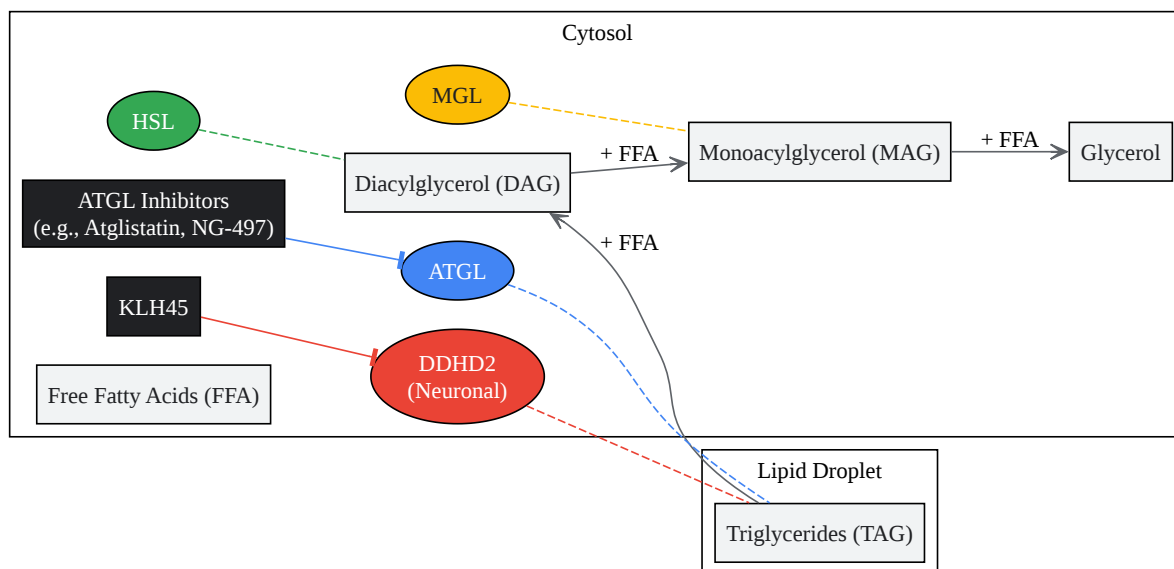 Cytosol
MGL
HSL
+ FFA
+ FFA
Monoacylglycerol (MAG)
Glycerol
Diacylglycerol (DAG)
ATGL Inhibitors
(e.g., Atglistatin, NG-497)
+ FFA
ATGL
KLH45
DDHD2
(Neuronal)
Free Fatty Acids (FFA)
Lipid Droplet
Triglycerides (TAG)